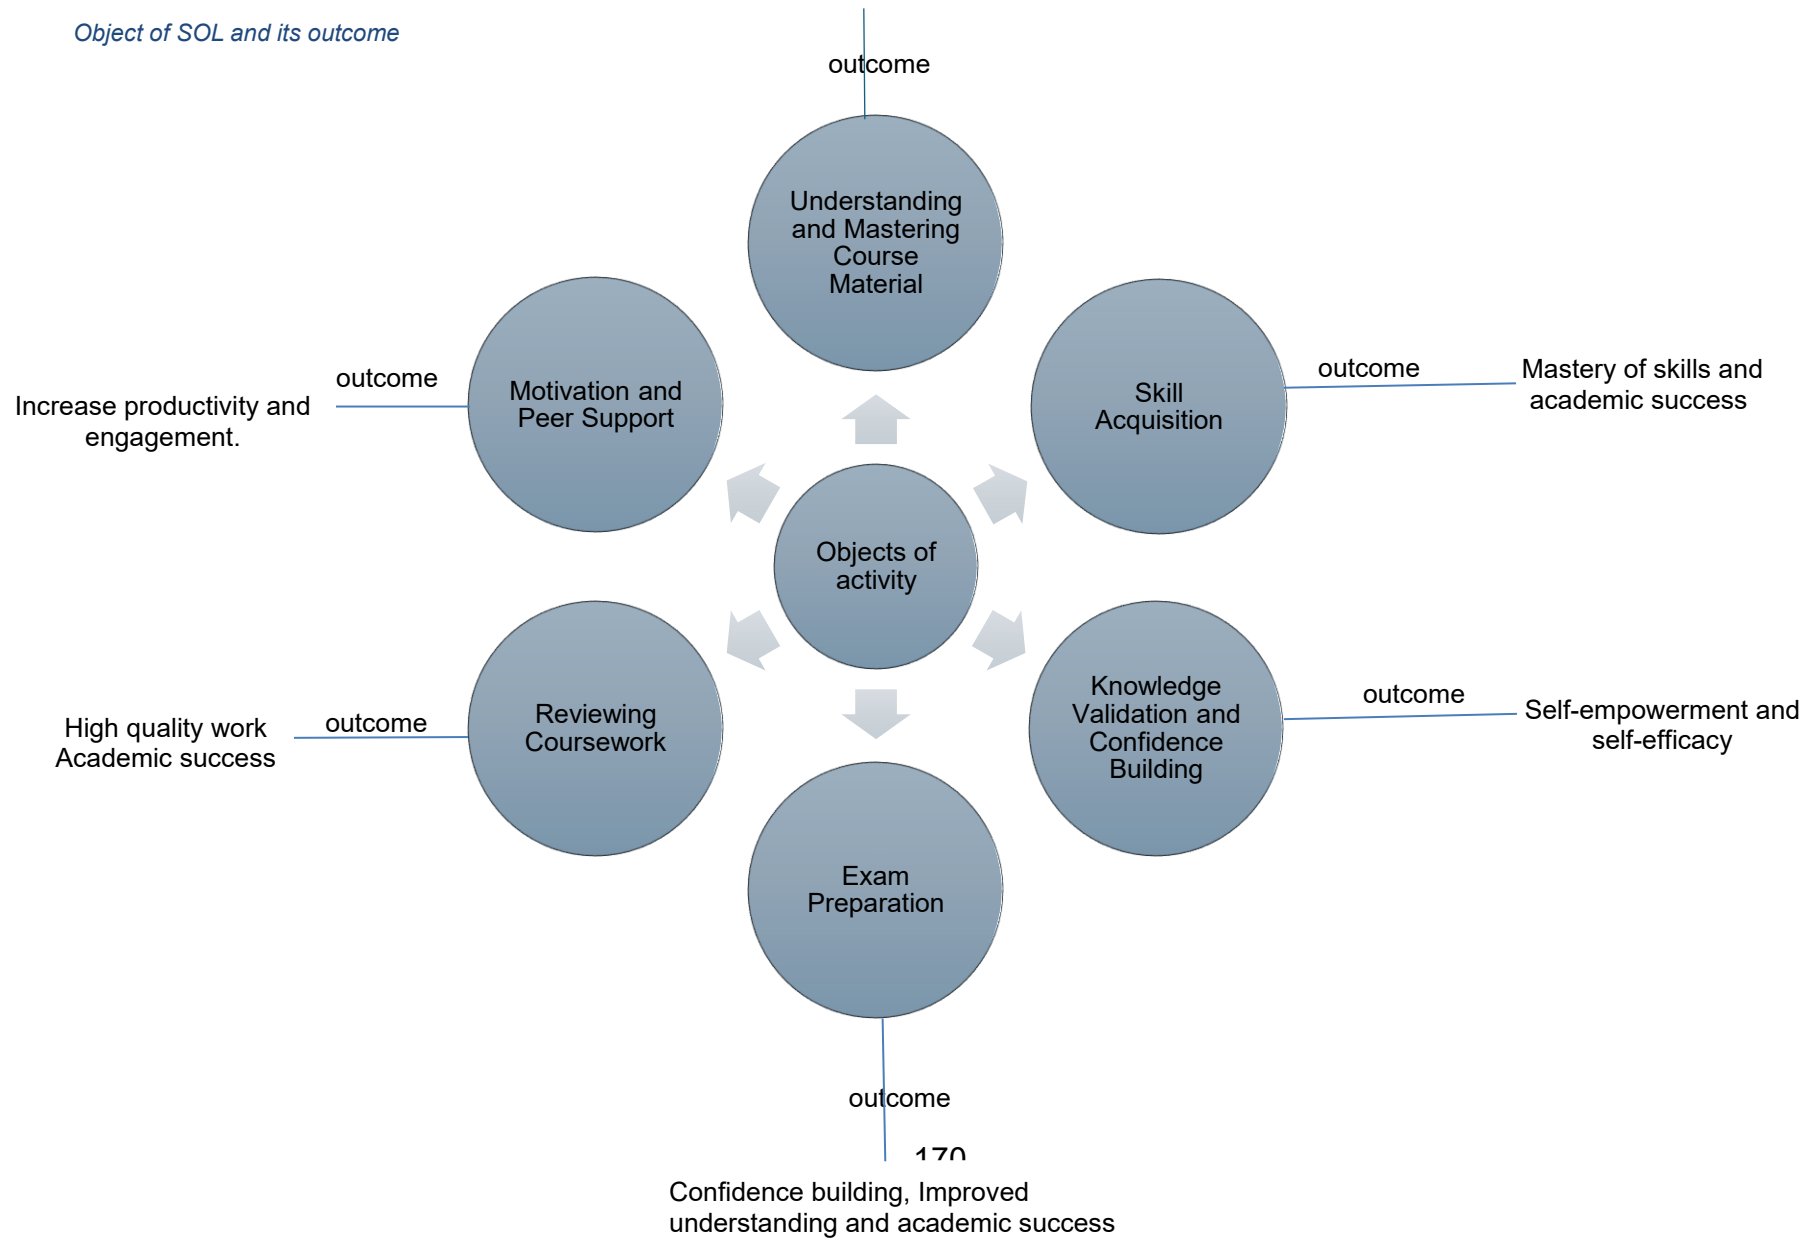 Object of SOL and its outcome
outcome
Understanding
and Mastering
Course
Material
outcome
Motivation and
Peer Support
Increase productivity and
engagement.
Skill
Acquisition
outcome
Mastery of skills and
academic success
Objects of
activity
Reviewing
Coursework
outcome
High quality work
Academic success
Knowledge
Validation and
Confidence
Building
outcome
Self-empowerment and
self-efficacy
Exam
Preparation
outcome
170
Confidence building, Improved
understanding and academic success